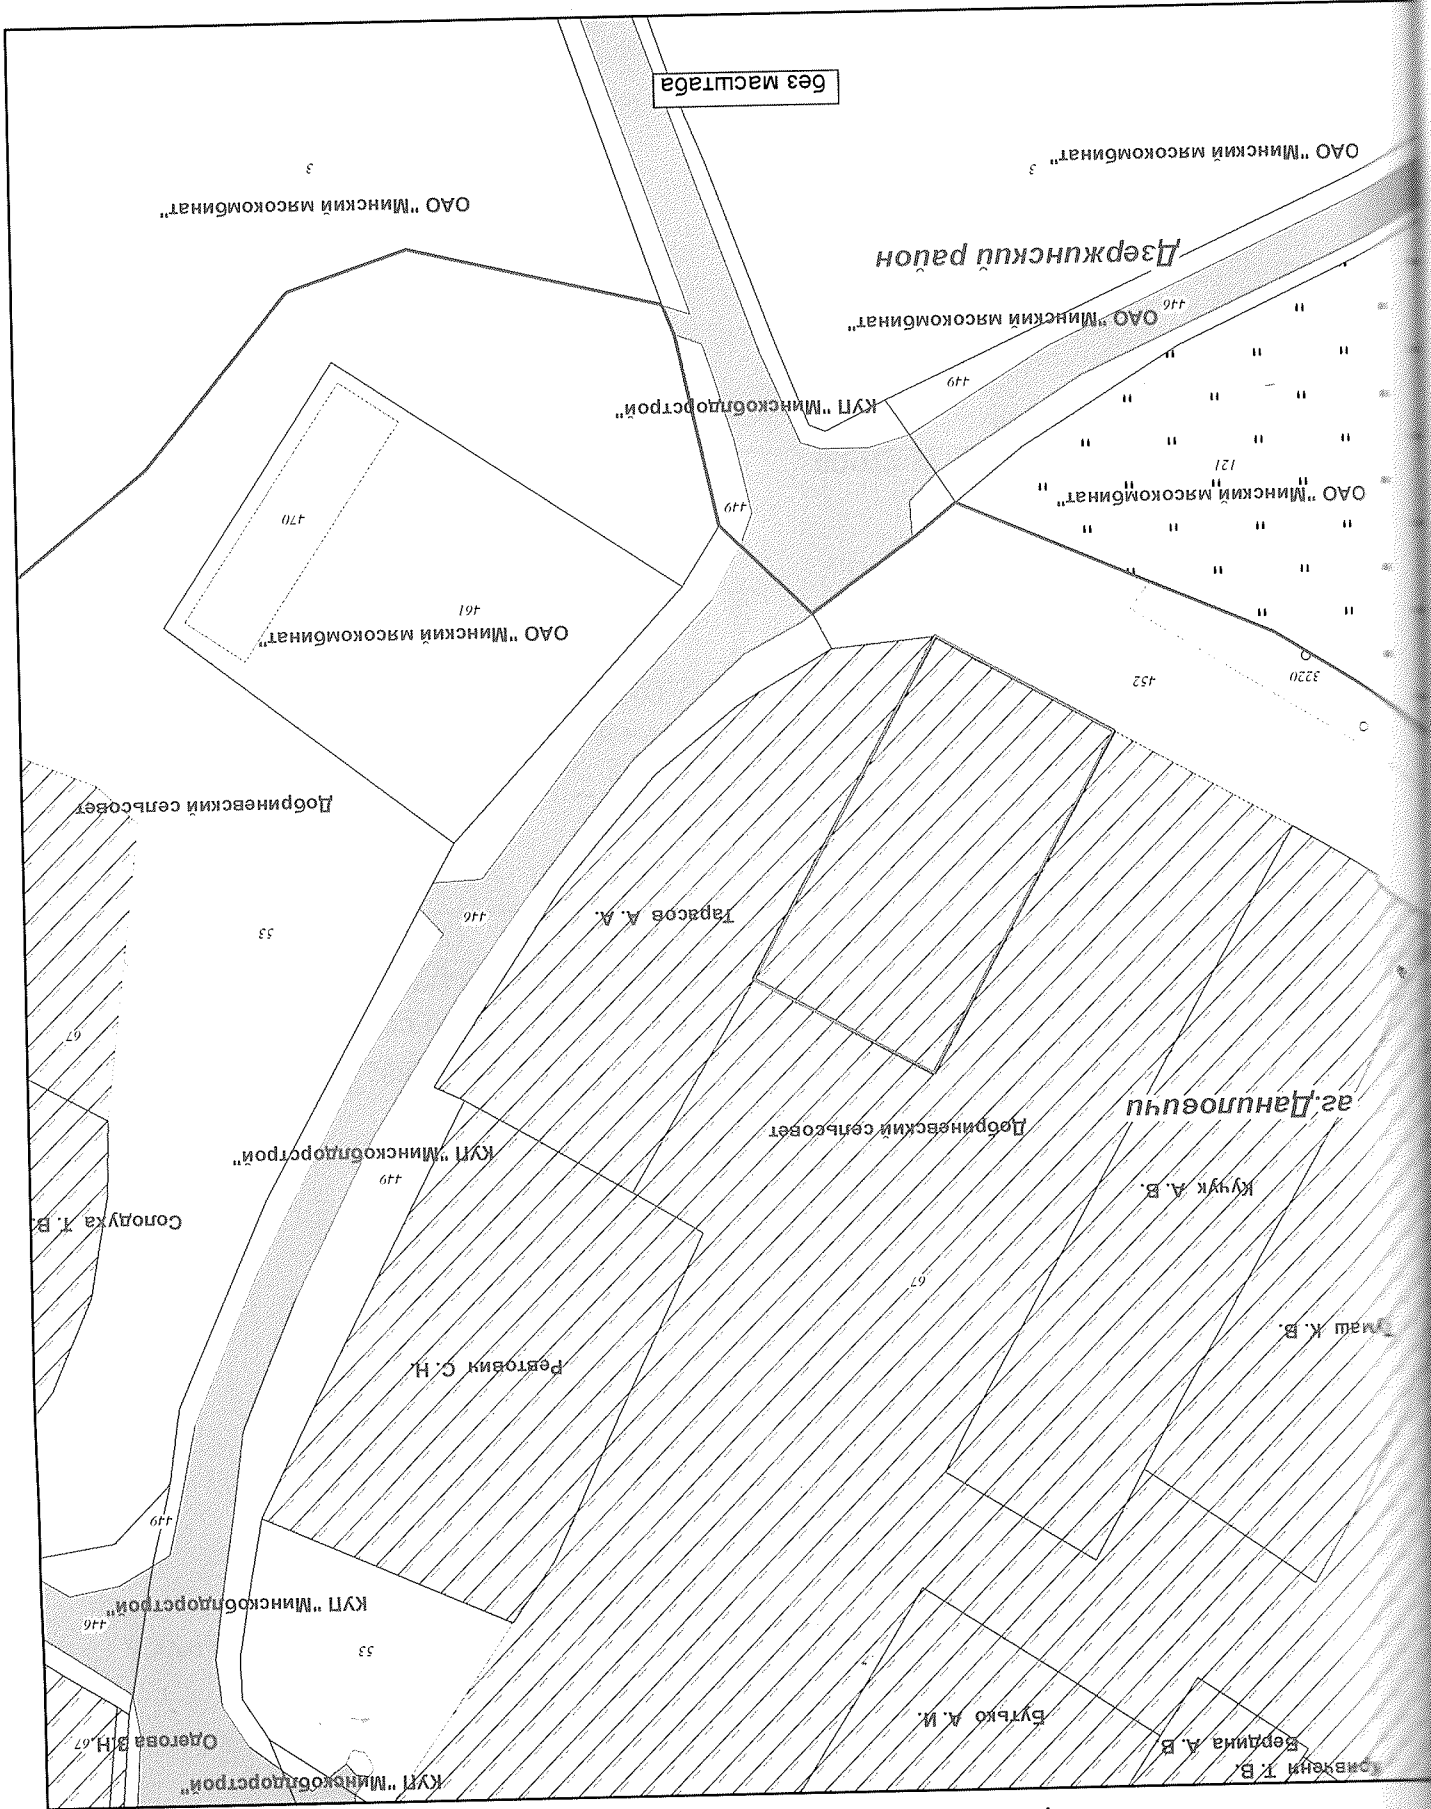 КУП "Минскоблдорстрой"
Бердина А. В.
Одегова З.Н.
67
Бутько А. И.
53
446
КУП "Минскоблдорстрой"
449
Ревтович С. Н.
К. В.
67
Солодуха Т. В.
Кучук А. В.
449
КУП "Минскоблдорстрой"
Добриневский сельсовет
аг.Даниловичи
67
53
446
Тарасов А. А.
Добриневский сельсовет
452
3220
ОАО "Минский мясокомбинат"
461
470
449
ОАО "Минский мясокомбинат"
121
КУП "Минскоблдорстрой"
449
ОАО "Минский мясокомбинат"
446
Дзержинский район
ОАО "Минский мясокомбинат"
3
ОАО "Минский мясокомбинат"
3
без масштаба